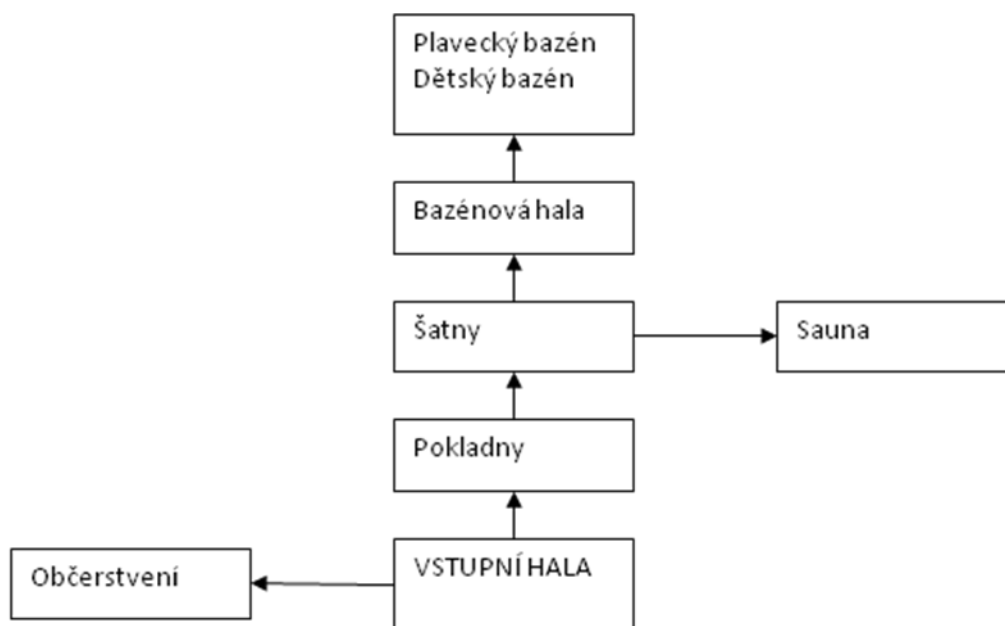 Plavecký bazén
Dětský bazén
Bazénová hala
Šatny
Sauna
Pokladny
VSTUPNÍ HALA
Občerstvení